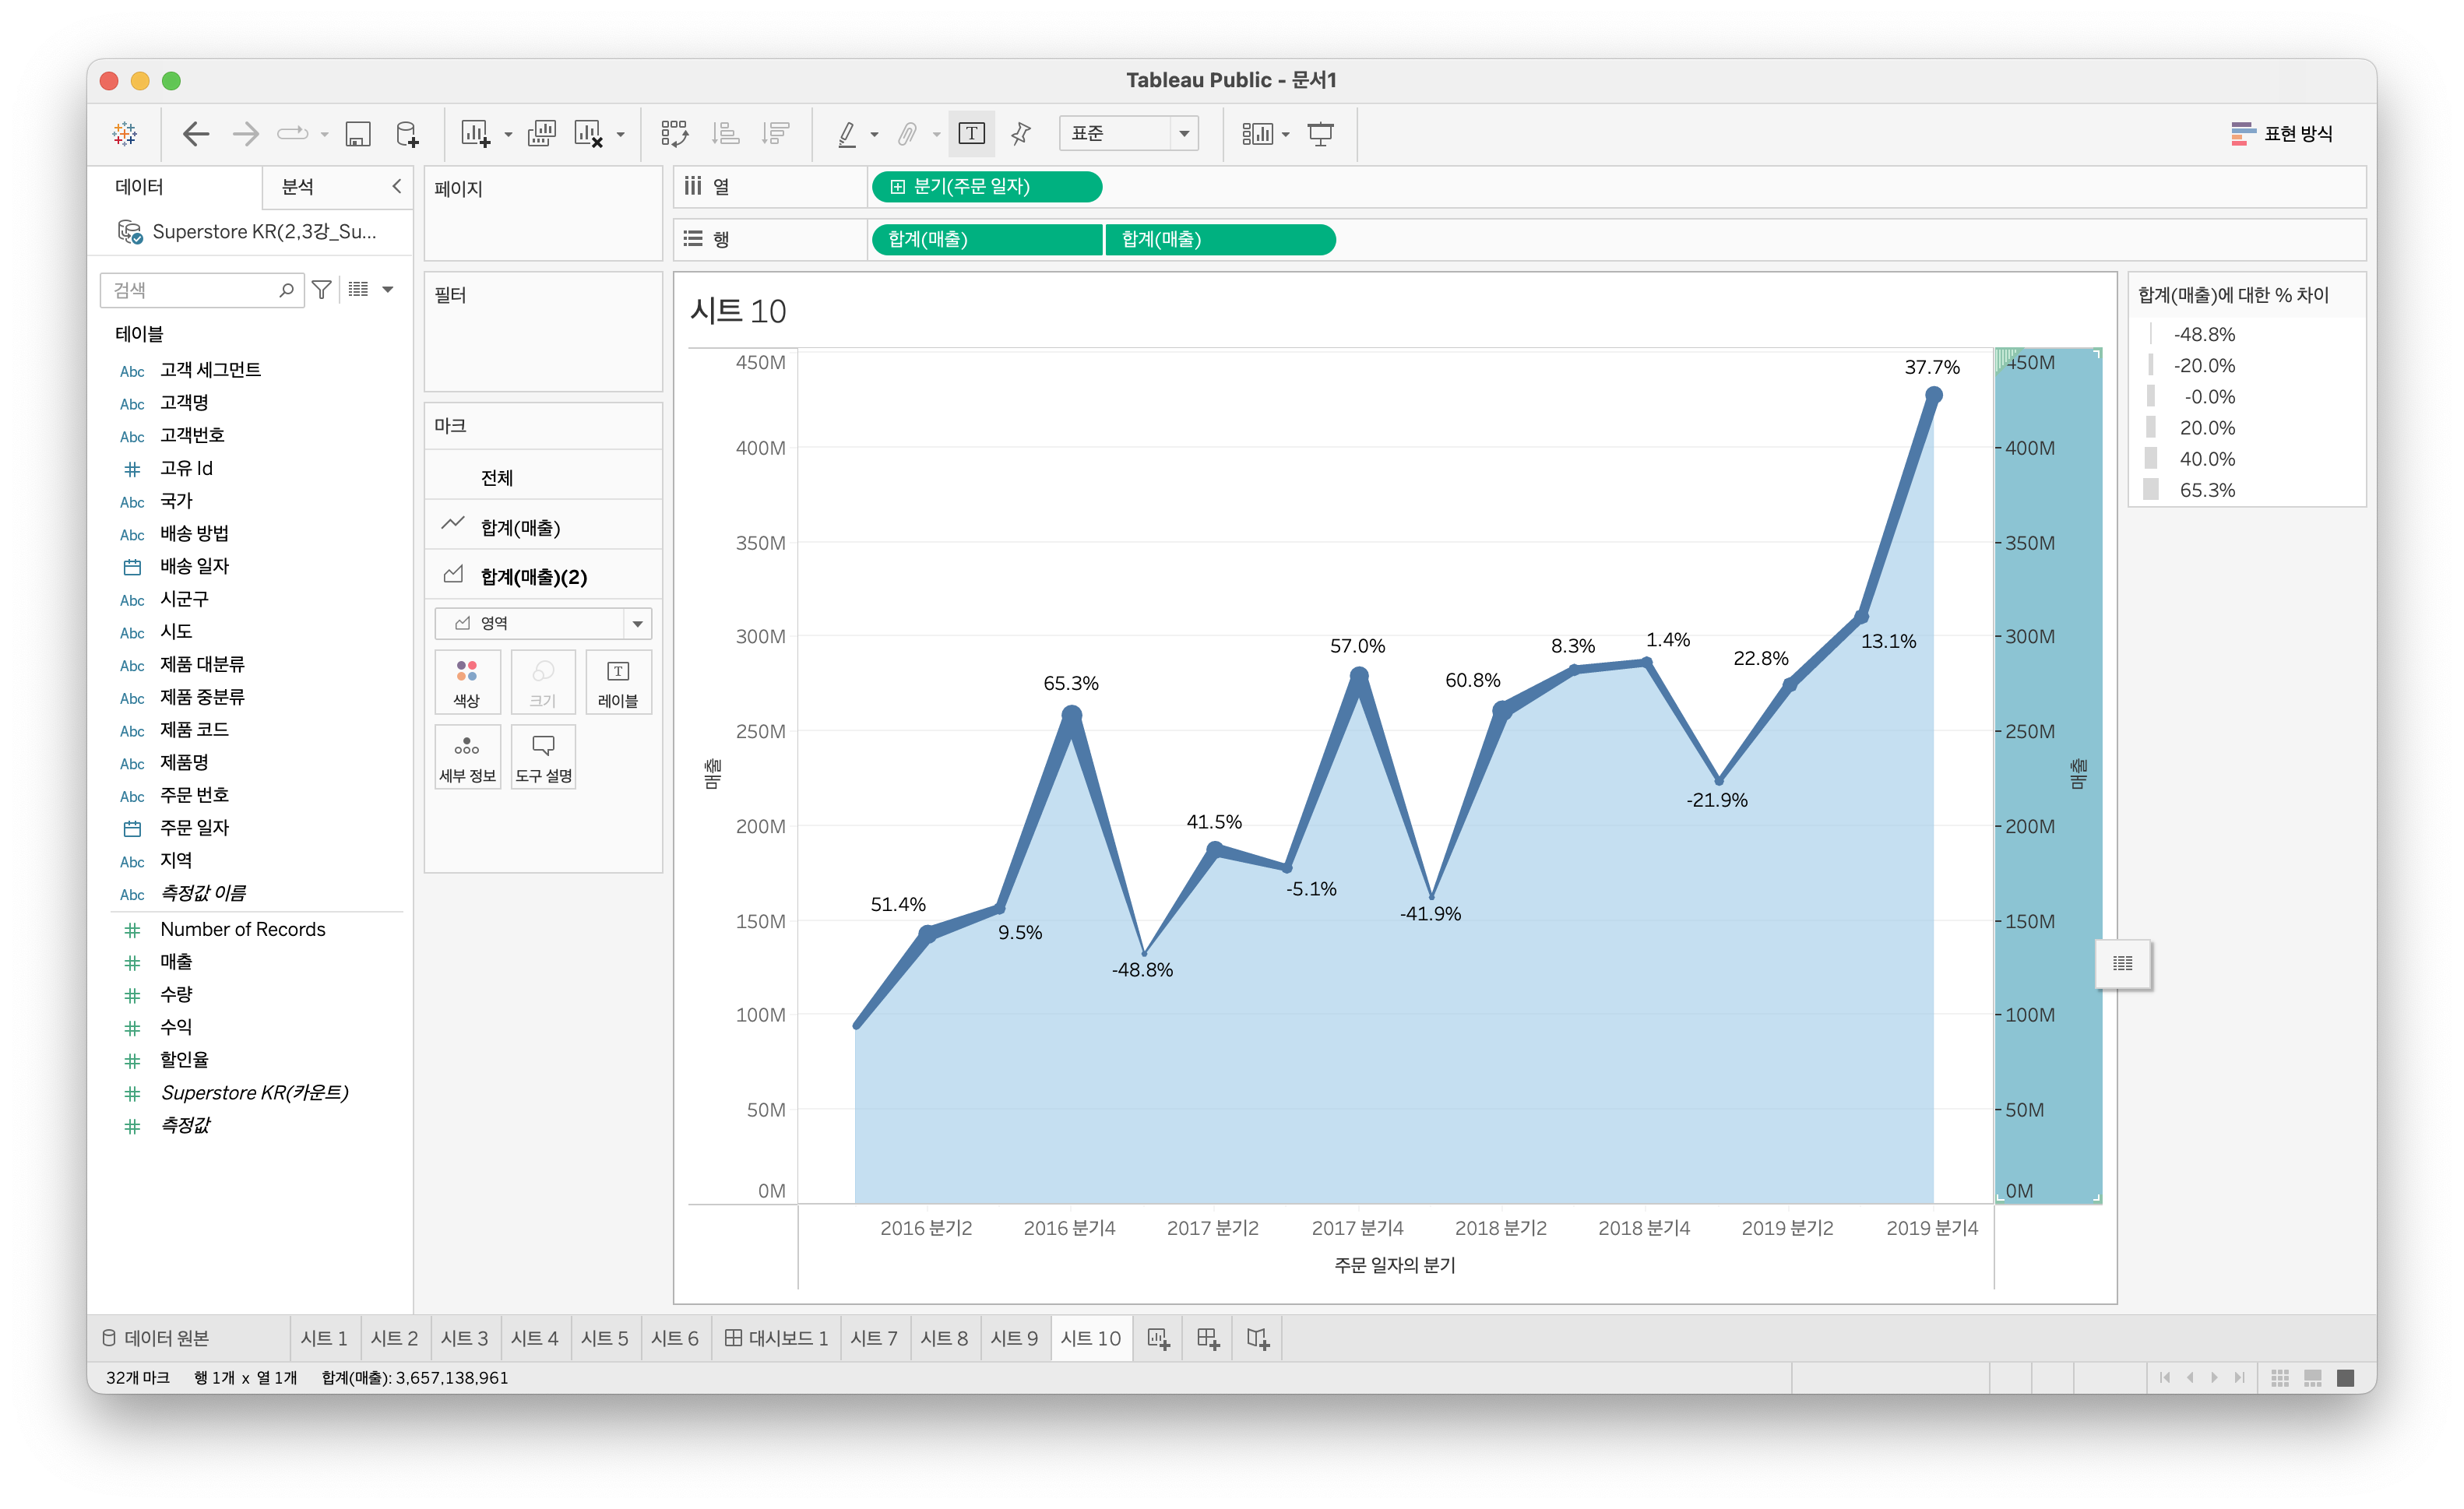 Tableau Public - 문서1
표준
표현 방식
데이터
분석
Superstore KR(2,3강_Su...
검색
테이블
Abc 고객 세그먼트
Abc 고객명
Abc 고객번호
고유 Id
Abc 국가
Abc 배송 방법
배송 일자
Abc 시군구
Abc 시도
Abc 제품 대분류
Abc 제품 중분류
Abc 제품 코드
Abc 제품명
Abc 주문 번호
주문 일자
Abc 지역
Abc 측정값 이름
Number of Records
매출
수량
수익
할인율
Superstore KR(카운트)
측정값
페이지
필터
마크
전체
합계(매출)
합계(매출)(2)
영역
색상
크기
T
레이블
세부 정보
도구 설명
열
분기(주문 일자)
행
합계(매출)
합계(매출)
시트 10
450M
400M
350M
300M
250M
200M
150M
100M
50M
0M
매출
51.4%
9.5%
65.3%
-48.8%
41.5%
-5.1%
57.0%
-41.9%
60.8%
8.3%
1.4%
-21.9%
22.8%
13.1%
37.7%
450M
400M
350M
300M
250M
200M
150M
100M
50M
0M
매출
2016 분기2
2016 분기4
2017 분기2
2017 분기4
2018 분기2
2018 분기4
2019 분기2
2019 분기4
주문 일자의 분기
합계(매출)에 대한 % 차이
-48.8%
-20.0%
-0.0%
20.0%
40.0%
65.3%
데이터 원본
시트 1
시트 2
시트 3
시트 4
시트 5
시트 6
대시보드 1
시트 7
시트 8
시트 9
시트 10
32개 마크
행 1개 x 열 1개
합계(매출): 3,657,138,961